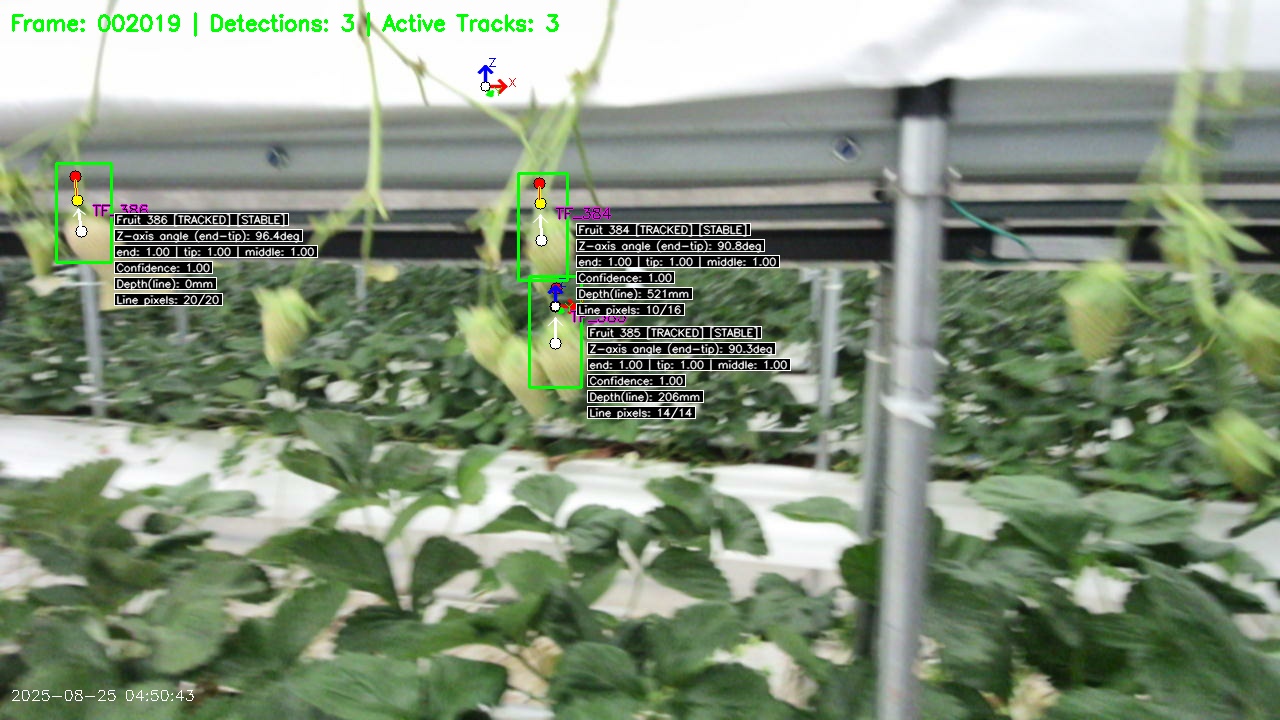 Frame: 002019 | Detections: 3 | Active Tracks: 3
Z
X
TF_386
Fruit 386 [TRACKED] [STABLE]
Z-axis angle (end-tip): 96.4deg
end: 1.00 | tip: 1.00 | middle: 1.00
Confidence: 1.00
Depth(line): 0mm
Line pixels: 20/20
TF_384
Fruit 384 [TRACKED] [STABLE]
Z-axis angle (end-tip): 90.8deg
end: 1.00 | tip: 1.00 | middle: 1.00
Confidence: 1.00
Depth(line): 521mm
Line pixels: 10/16
Fruit 385 [TRACKED] [STABLE]
Z-axis angle (end-tip): 90.3deg
end: 1.00 | tip: 1.00 | middle: 1.00
Confidence: 1.00
Depth(line): 206mm
Line pixels: 14/14
2025-08-25 04:50:43